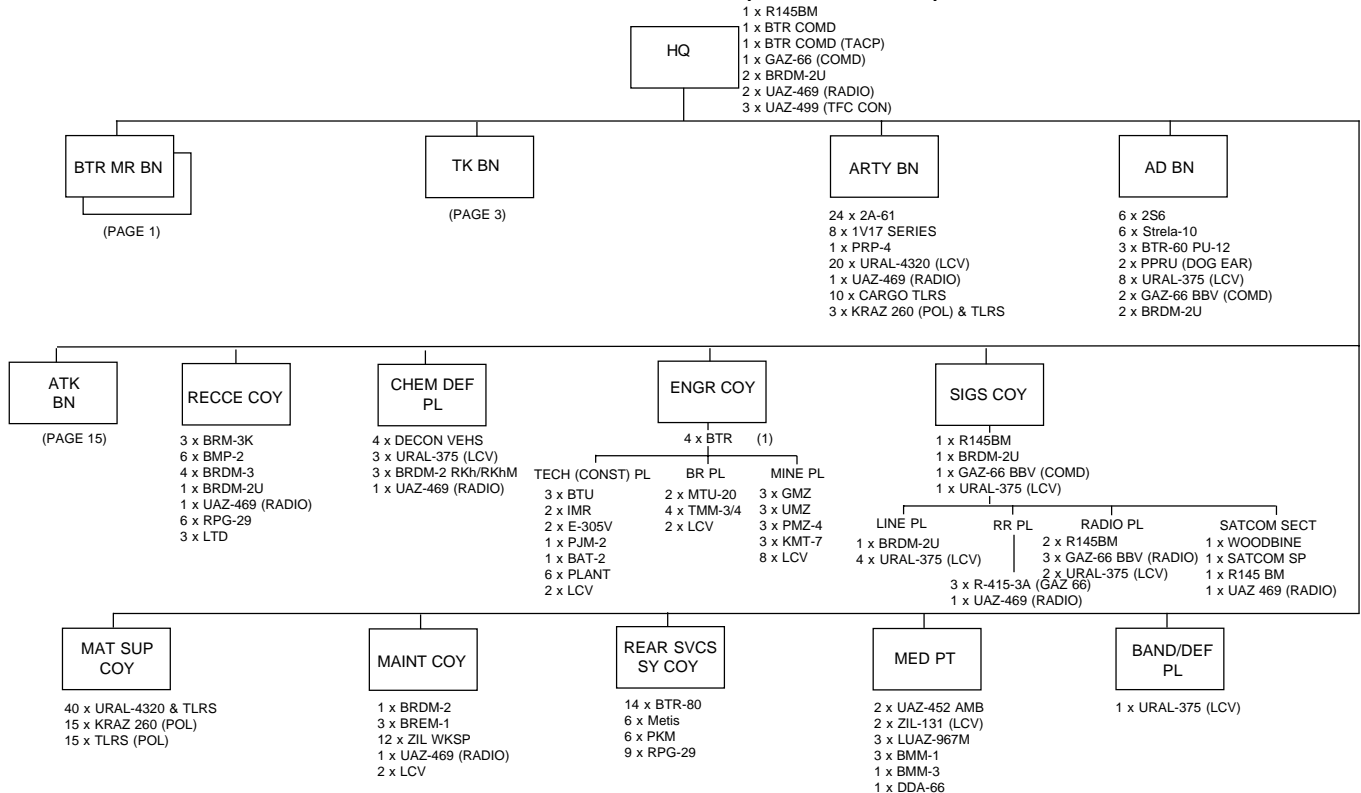 HQ
1 x R145BM
1 x BTR COMD
1 x BTR COMD (TACP)
1 x GAZ-66 (COMD)
2 x BRDM-2U
2 x UAZ-469 (RADIO)
3 x UAZ-499 (TFC CON)
BTR MR BN
(PAGE 1)
TK BN
(PAGE 3)
ARTY BN
24 x 2A-61
8 x 1V17 SERIES
1 x PRP-4
20 x URAL-4320 (LCV)
1 x UAZ-469 (RADIO)
10 x CARGO TLRS
3 x KRAZ 260 (POL) & TLRS
AD BN
6 x 2S6
6 x Strela-10
3 x BTR-60 PU-12
2 x PPRU (DOG EAR)
8 x URAL-375 (LCV)
2 x GAZ-66 BBV (COMD)
2 x BRDM-2U
ATK
BN
(PAGE 15)
RECCE COY
3 x BRM-3K
6 x BMP-2
4 x BRDM-3
1 x BRDM-2U
1 x UAZ-469 (RADIO)
6 x RPG-29
3 x LTD
CHEM DEF
PL
4 x DECON VEHS
3 x URAL-375 (LCV)
3 x BRDM-2 RKh/RKhM
1 x UAZ-469 (RADIO)
ENGR COY
4 x BTR (1)
TECH (CONST) PL
3 x BTU
2 x IMR
2 x E-305V
1 x PJM-2
1 x BAT-2
6 x PLANT
2 x LCV
BR PL
2 x MTU-20
4 x TMM-3/4
2 x LCV
MINE PL
3 x GMZ
3 x UMZ
3 x PMZ-4
3 x KMT-7
8 x LCV
SIGS COY
1 x R145BM
1 x BRDM-2U
1 x GAZ-66 BBV (COMD)
1 x URAL-375 (LCV)
LINE PL
1 x BRDM-2U
4 x URAL-375 (LCV)
RR PL
3 x R-415-3A (GAZ 66)
1 x UAZ-469 (RADIO)
RADIO PL
2 x R145BM
3 x GAZ-66 BBV (RADIO)
2 x URAL-375 (LCV)
SATCOM SECT
1 x WOODBINE
1 x SATCOM SP
1 x R145 BM
1 x UAZ 469 (RADIO)
MAT SUP
COY
40 x URAL-4320 & TLRS
15 x KRAZ 260 (POL)
15 x TLRS (POL)
MAINT COY
1 x BRDM-2
3 x BREM-1
12 x ZIL WKSP
1 x UAZ-469 (RADIO)
2 x LCV
REAR SVCS
SY COY
14 x BTR-80
6 x Metis
6 x PKM
9 x RPG-29
MED PT
2 x UAZ-452 AMB
2 x ZIL-131 (LCV)
3 x LUAZ-967M
3 x BMM-1
1 x BMM-3
1 x DDA-66
BAND/DEF
PL
1 x URAL-375 (LCV)